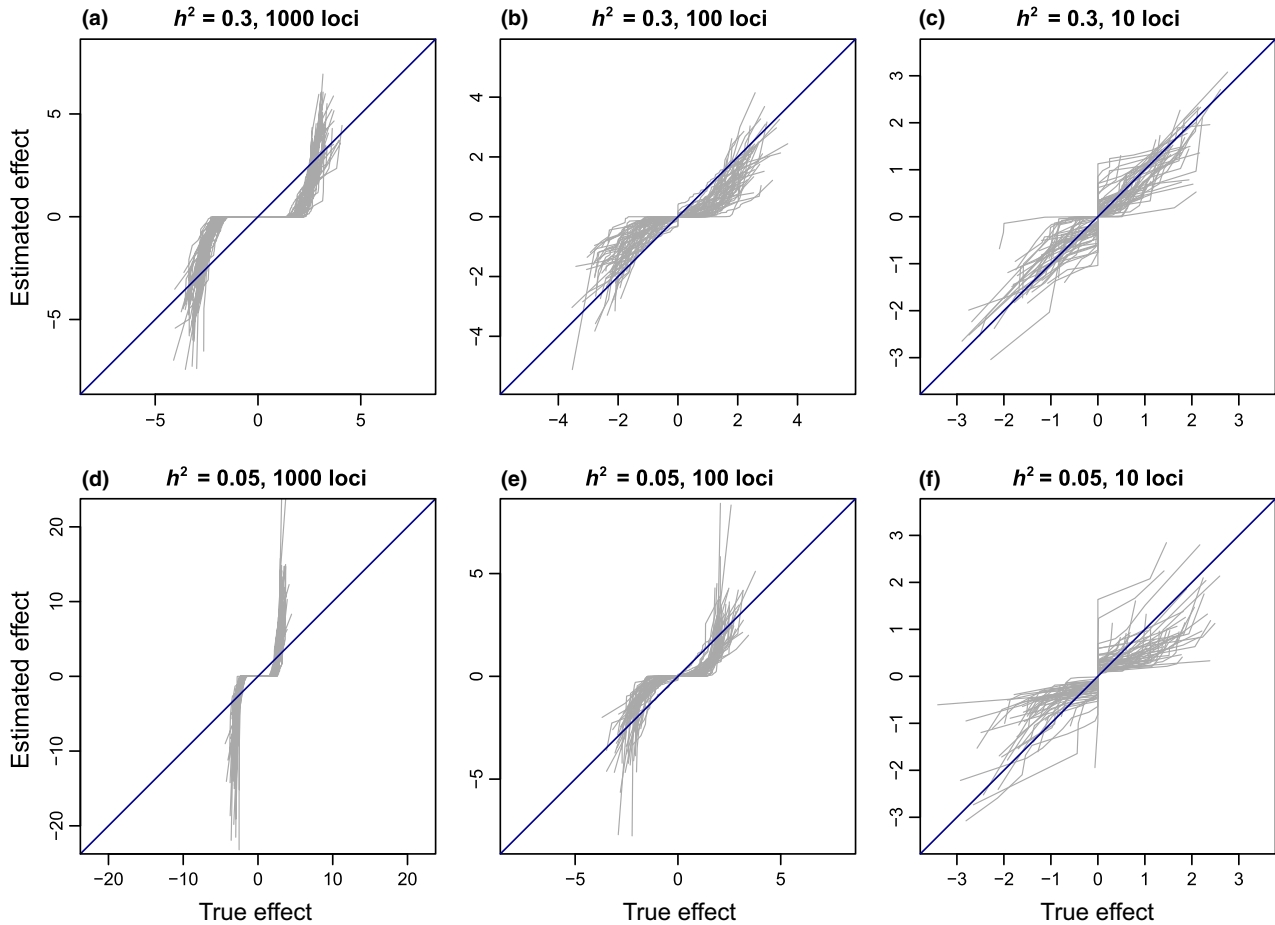 (a) h² = 0.3, 1000 loci
(b) h² = 0.3, 100 loci
(c) h² = 0.3, 10 loci
Estimated effect
5
0
−5
−5 0 5
4
2
0
−2
−4
−4 −2 0 2 4
3
2
1
0
−1
−2
−3
−3 −2 −1 0 1 2 3
(d) h² = 0.05, 1000 loci
(e) h² = 0.05, 100 loci
(f) h² = 0.05, 10 loci
Estimated effect
20
10
0
−10
−20
−20 −10 0 10 20
True effect
5
0
−5
−5 0 5
True effect
3
2
1
0
−1
−2
−3
−3 −2 −1 0 1 2 3
True effect